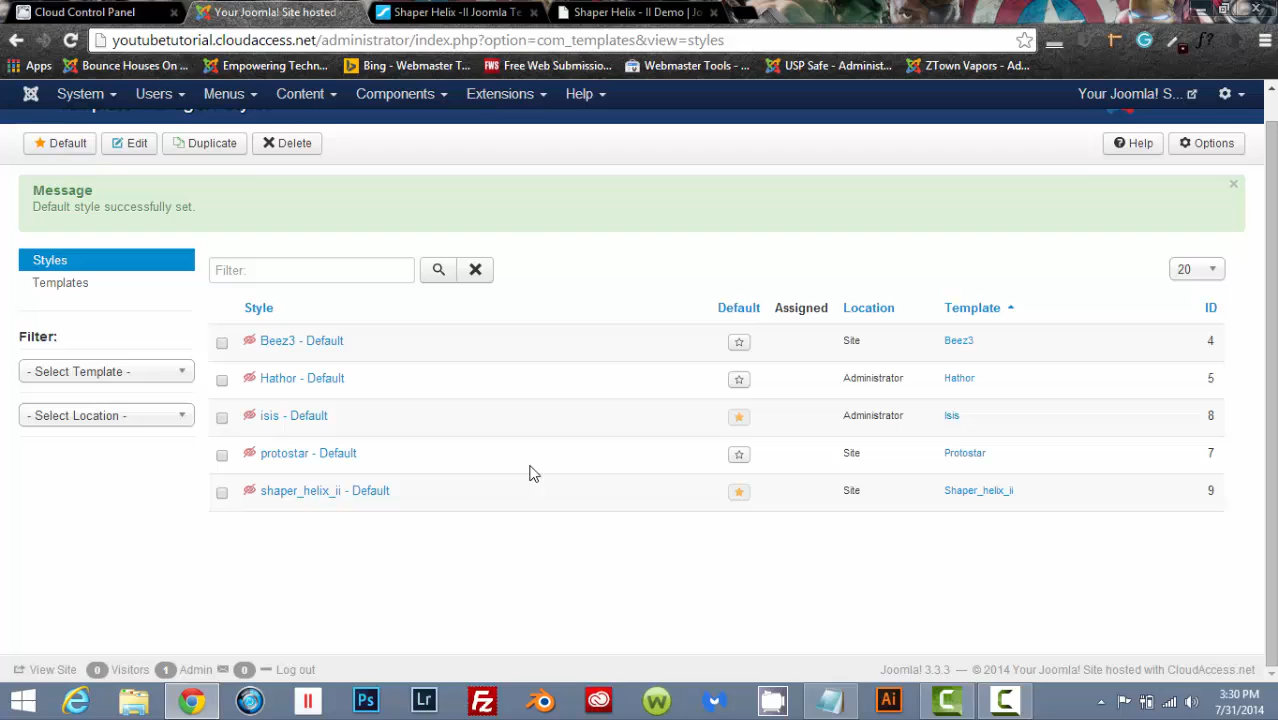 Cloud Control Panel ×
Your Joomla! Site hosted ×
Shaper Helix -II Joomla Te ×
Shaper Helix - II Demo | Jo ×
youtubetutorial.cloudaccess.net/administrator/index.php?option=com_templates&view=styles
Apps Bounce Houses On ... Empowering Techn... Bing - Webmaster T... FWS Free Web Submissio... Webmaster Tools - ... USP Safe - Administ... ZTown Vapors - Ad...
System Users Menus Content Components Extensions Help Your Joomla! S...
Default Edit Duplicate Delete Help Options
Message
Default style successfully set.
Styles
Templates
Filter:
- Select Template -
- Select Location -
Filter: 20
Style Default Assigned Location Template ID
Beez3 - Default Site Beez3 4
Hathor - Default Administrator Hathor 5
isis - Default Administrator Isis 8
protostar - Default Site Protostar 7
shaper_helix_ii - Default Site Shaper_helix_ii 9
View Site 0 Visitors 1 Admin 0 Log out Joomla! 3.3.3 — © 2014 Your Joomla! Site hosted with CloudAccess.net
Ps Lr Fz W Ai C C
3:30 PM
7/31/2014